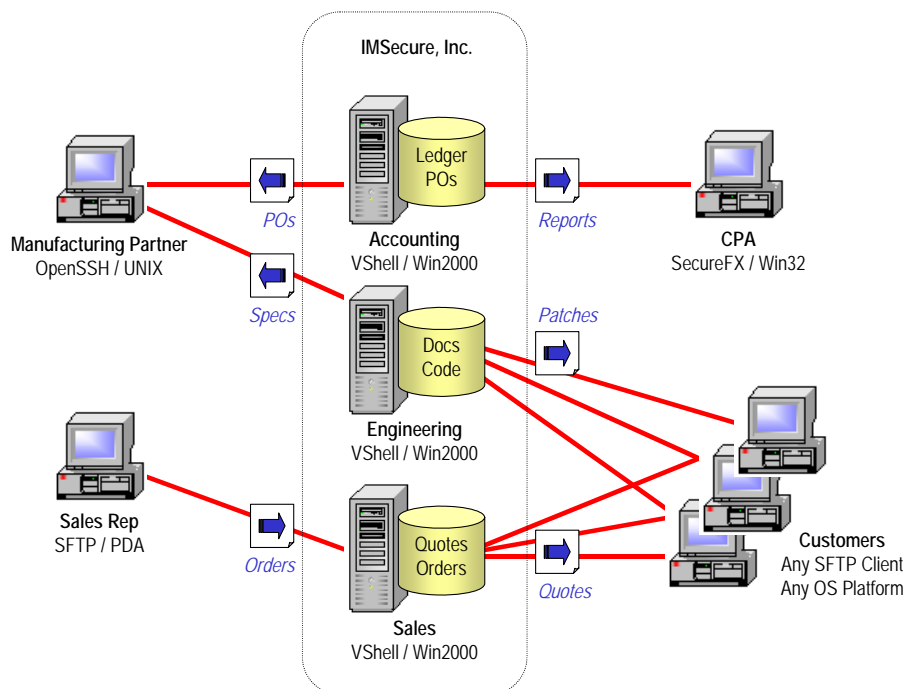 IMSecure, Inc.
Ledger
POs
POs
Reports
Manufacturing Partner
OpenSSH / UNIX
Accounting
VShell / Win2000
CPA
SecureFX / Win32
Specs
Patches
Docs
Code
Engineering
VShell / Win2000
Sales Rep
SFTP / PDA
Orders
Quotes
Orders
Quotes
Customers
Any SFTP Client
Any OS Platform
Sales
VShell / Win2000